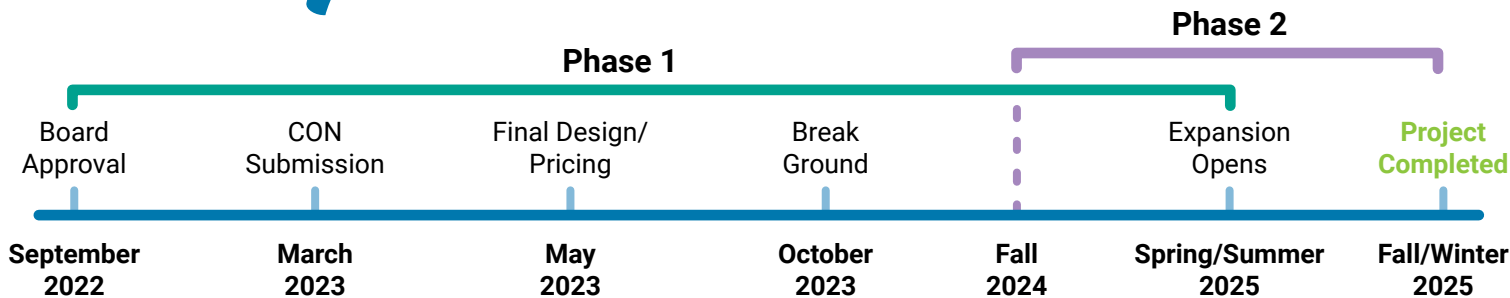 Phase 2
Phase 1
Board
Approval
CON
Submission
Final Design/
Pricing
Break
Ground
Expansion
Opens
Project
Completed
September
2022
March
2023
May
2023
October
2023
Fall
2024
Spring/Summer
2025
Fall/Winter
2025